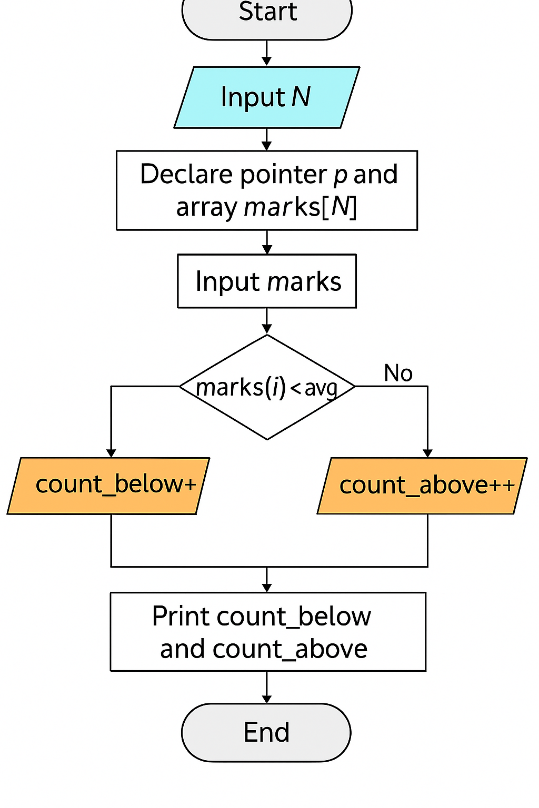 Start
Input N
Declare pointer p and
array marks[N]
Input marks
marks(i)<avg
No
count_below+
count_above++
Print count_below
and count_above
End